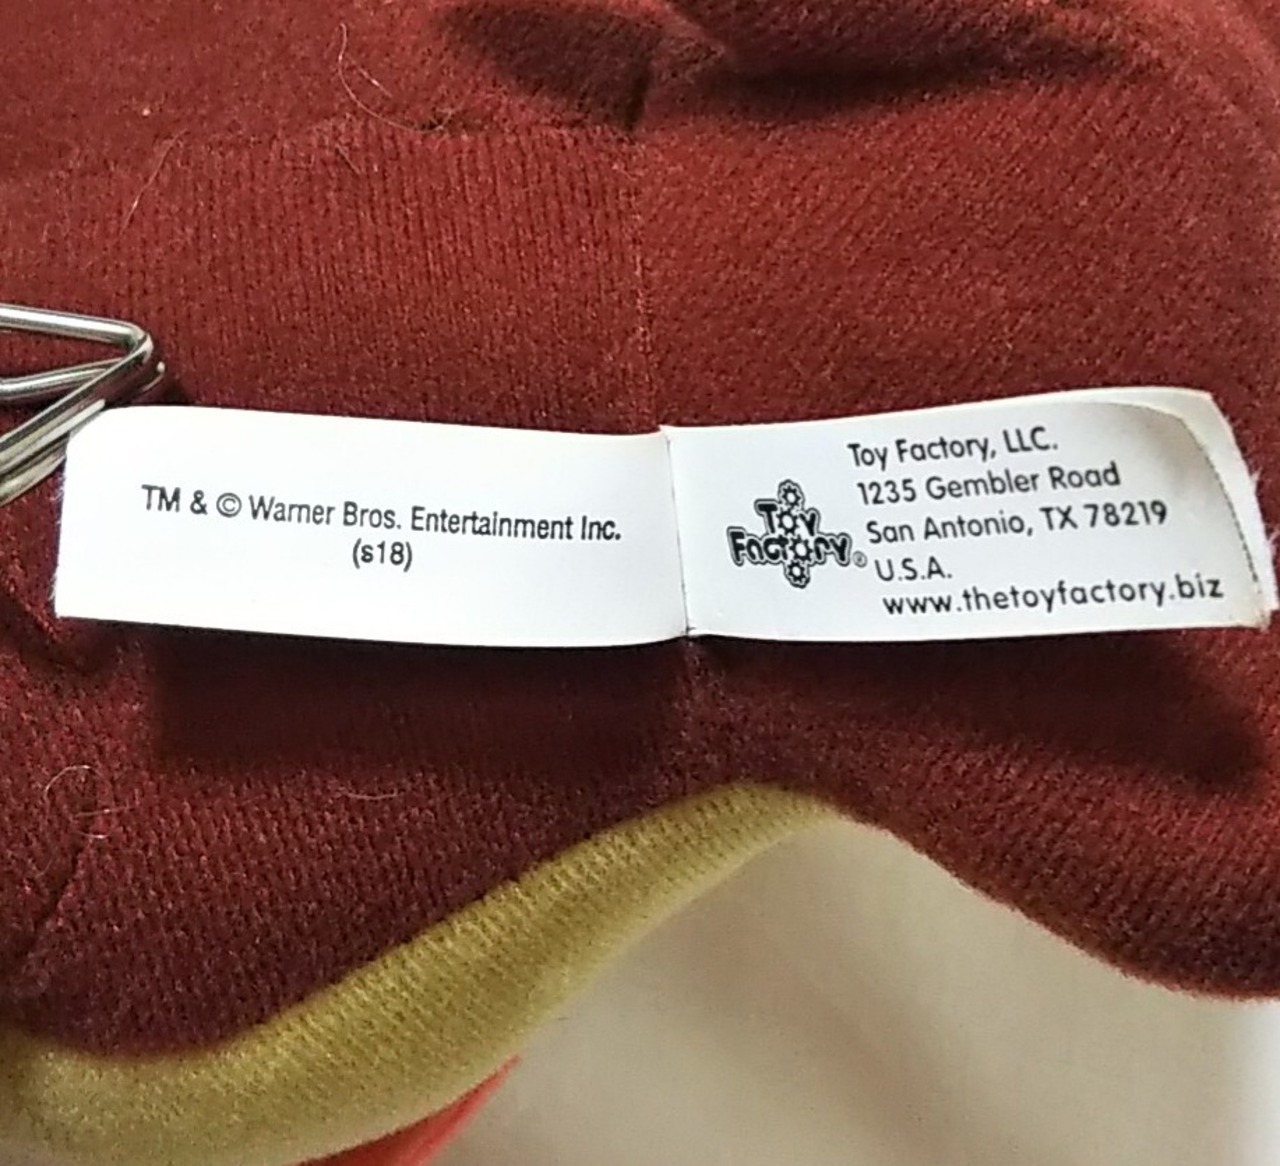 TM & © Warner Bros. Entertainment Inc.
(s18)
Toy
Factory®
Toy Factory, LLC.
1235 Gembler Road
San Antonio, TX 78219
U.S.A.
www.thetoyfactory.biz